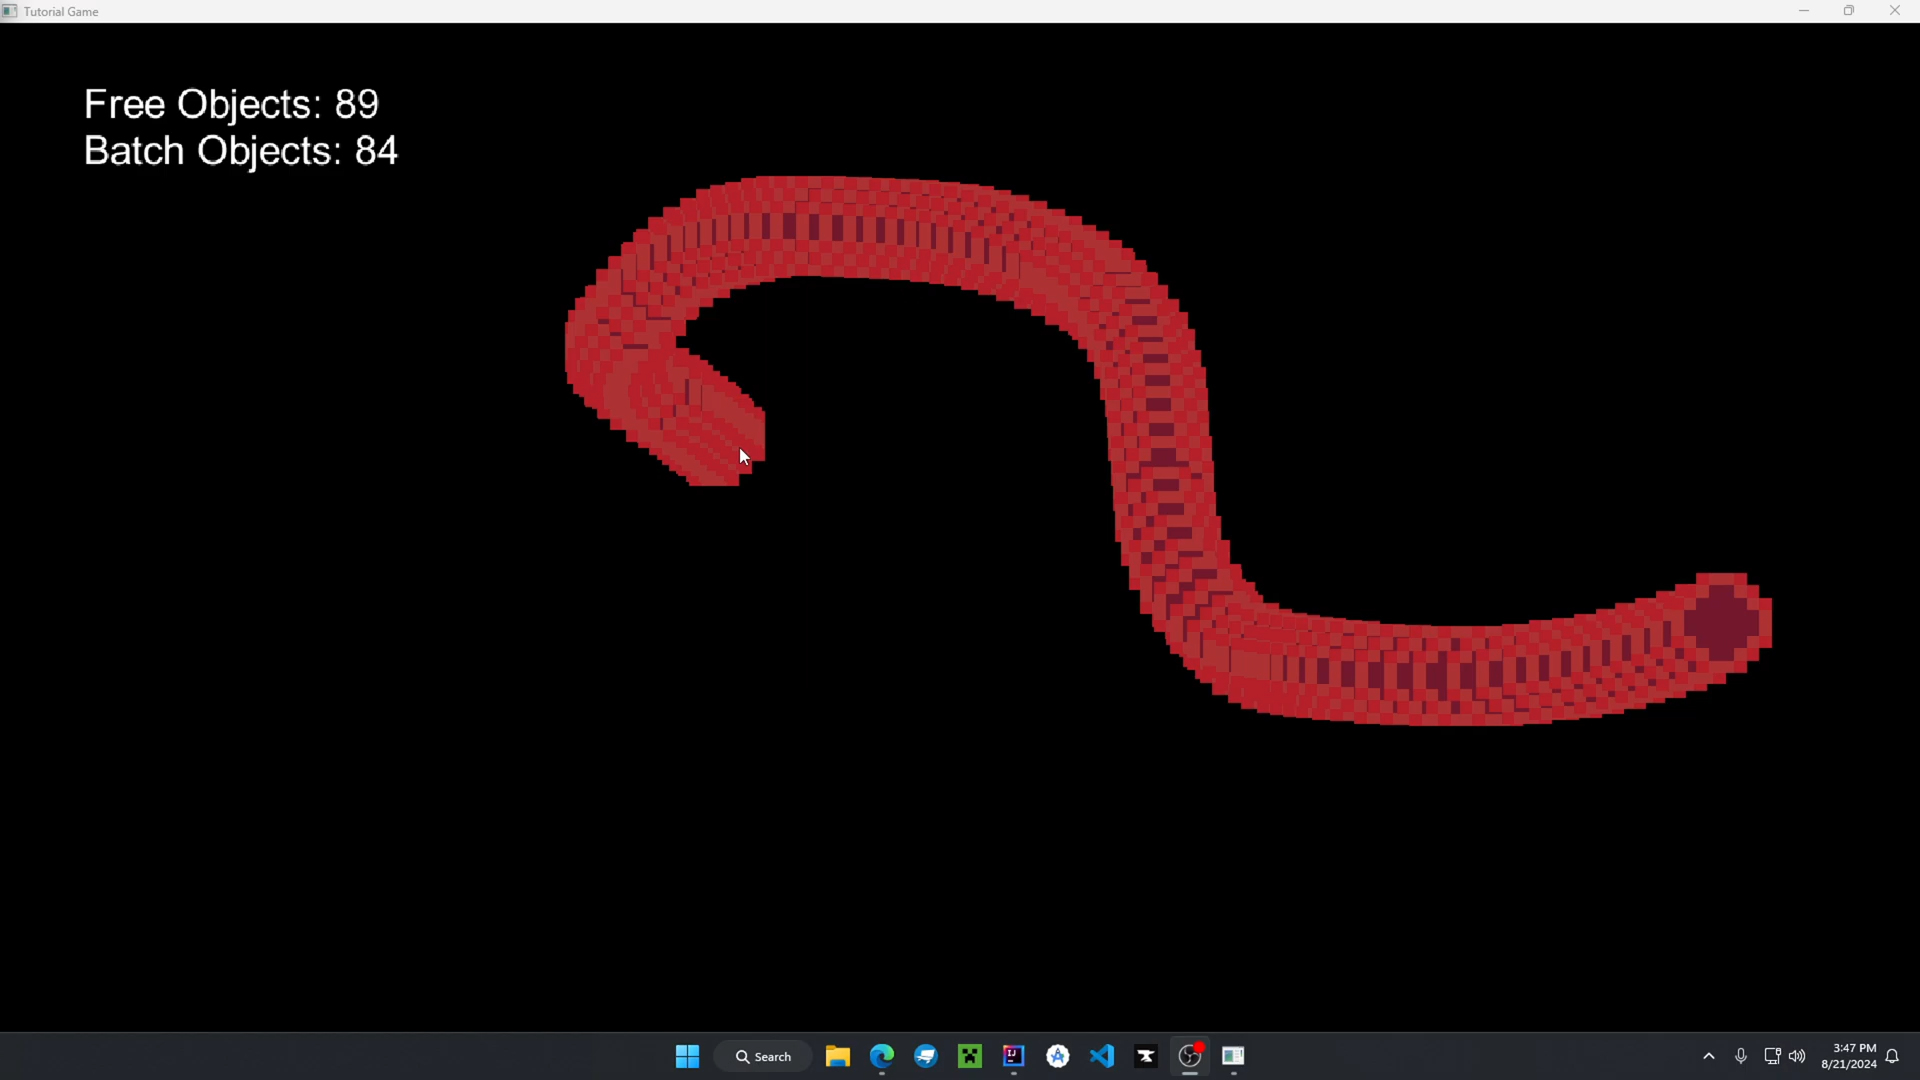 Tutorial Game
Free Objects: 89
Batch Objects: 84
Search
3:47 PM
8/21/2024